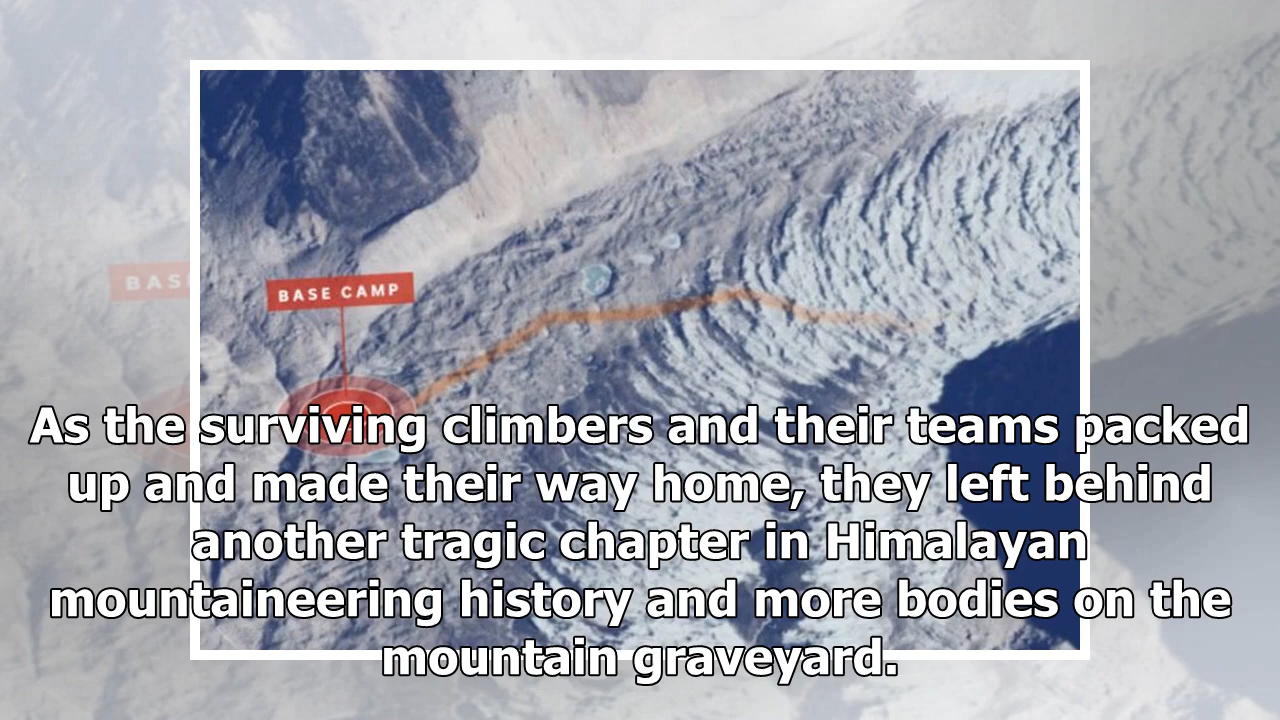 BASE CAMP
BAS
As the surviving climbers and their teams packed
up and made their way home, they left behind
another tragic chapter in Himalayan
mountaineering history and more bodies on the
mountain graveyard.